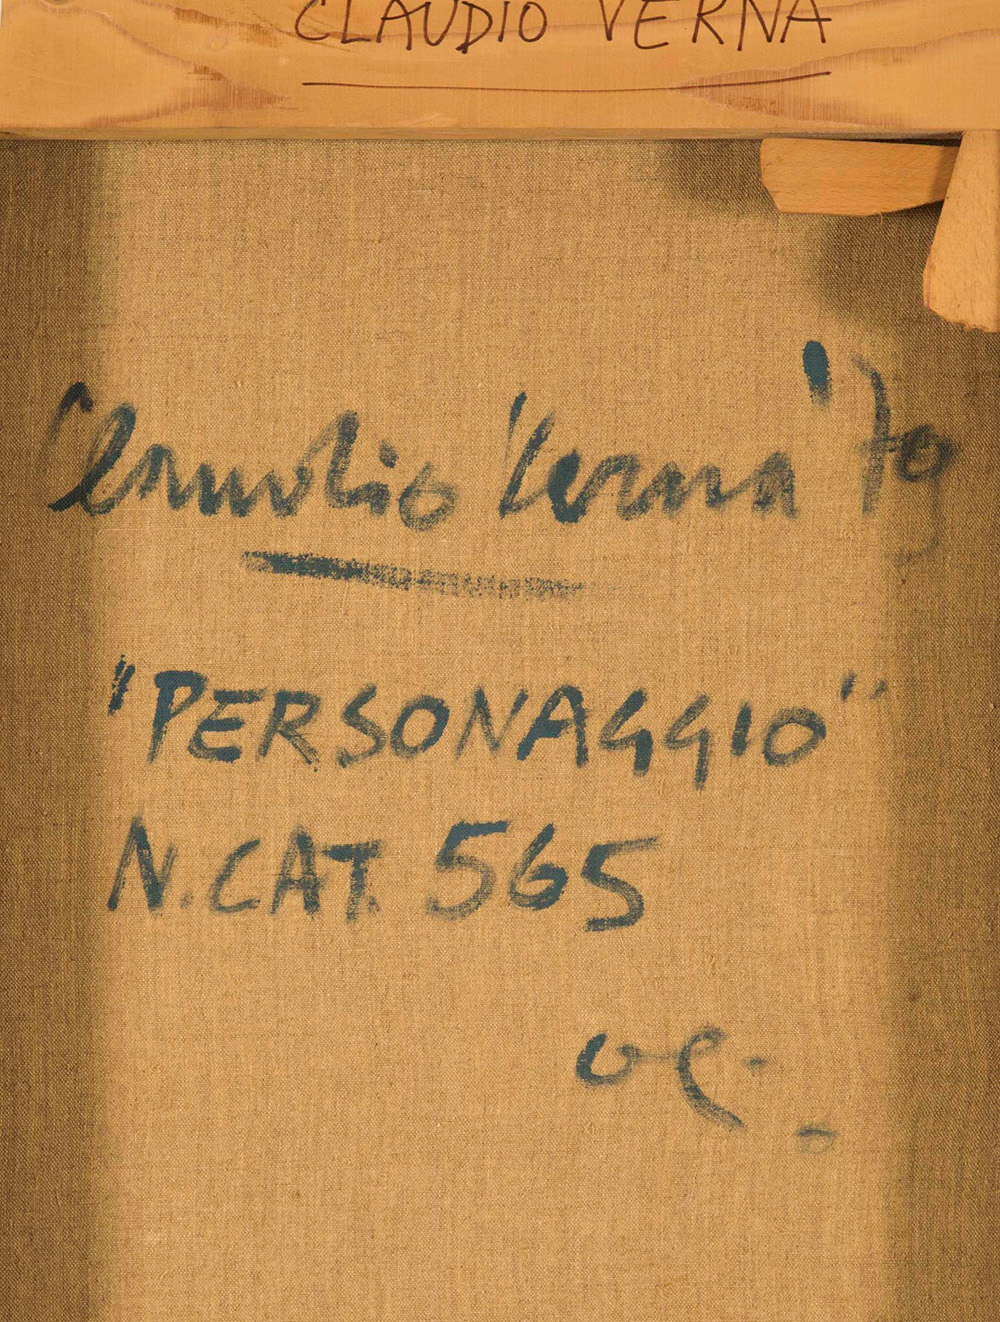 CLAUDIO VERNA
Claudio Verna '79
"PERSONAGGIO"
N.CAT. 565